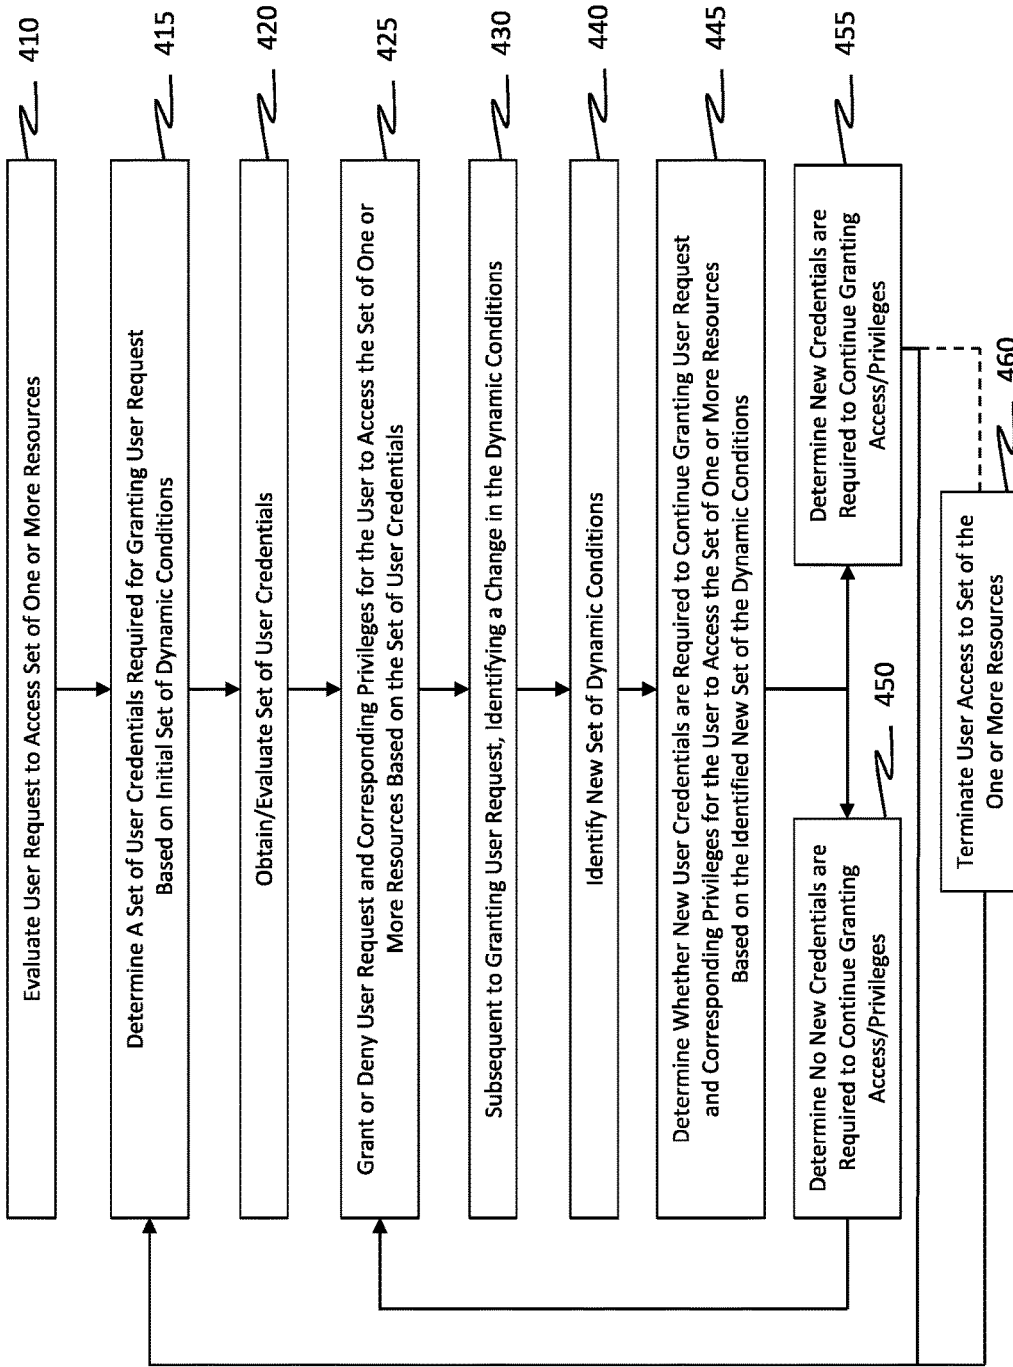 Evaluate User Request to Access Set of One or More Resources
410
Determine A Set of User Credentials Required for Granting User Request
Based on Initial Set of Dynamic Conditions
415
Obtain/Evaluate Set of User Credentials
420
Grant or Deny User Request and Corresponding Privileges for the User to Access the Set of One or
More Resources Based on the Set of User Credentials
425
Subsequent to Granting User Request, Identifying a Change in the Dynamic Conditions
430
Identify New Set of Dynamic Conditions
440
Determine Whether New User Credentials are Required to Continue Granting User Request
and Corresponding Privileges for the User to Access the Set of One or More Resources
Based on the Identified New Set of the Dynamic Conditions
445
Determine No New Credentials are
Required to Continue Granting
Access/Privileges
450
Determine New Credentials are
Required to Continue Granting
Access/Privileges
455
Terminate User Access to Set of the
One or More Resources
460